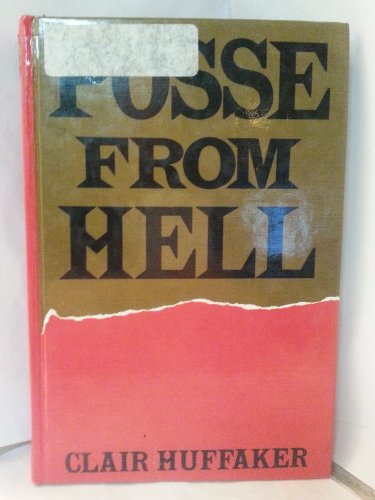 POSSE
FROM
HELL
CLAIR HUFFAKER